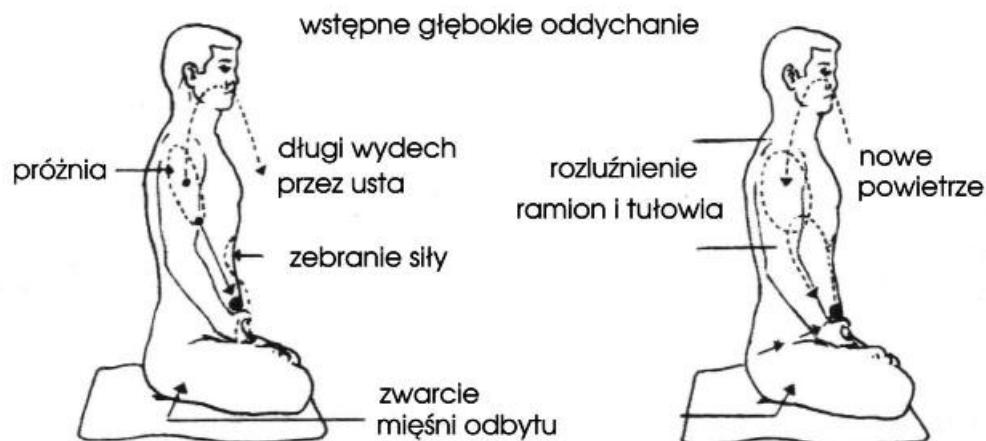 wstępne głębokie oddychanie
próżnia
długi wydech
przez usta
zebranie siły
rozluźnienie
ramion i tułowia
nowe
powietrze
zwarcie
mięśni odbytu